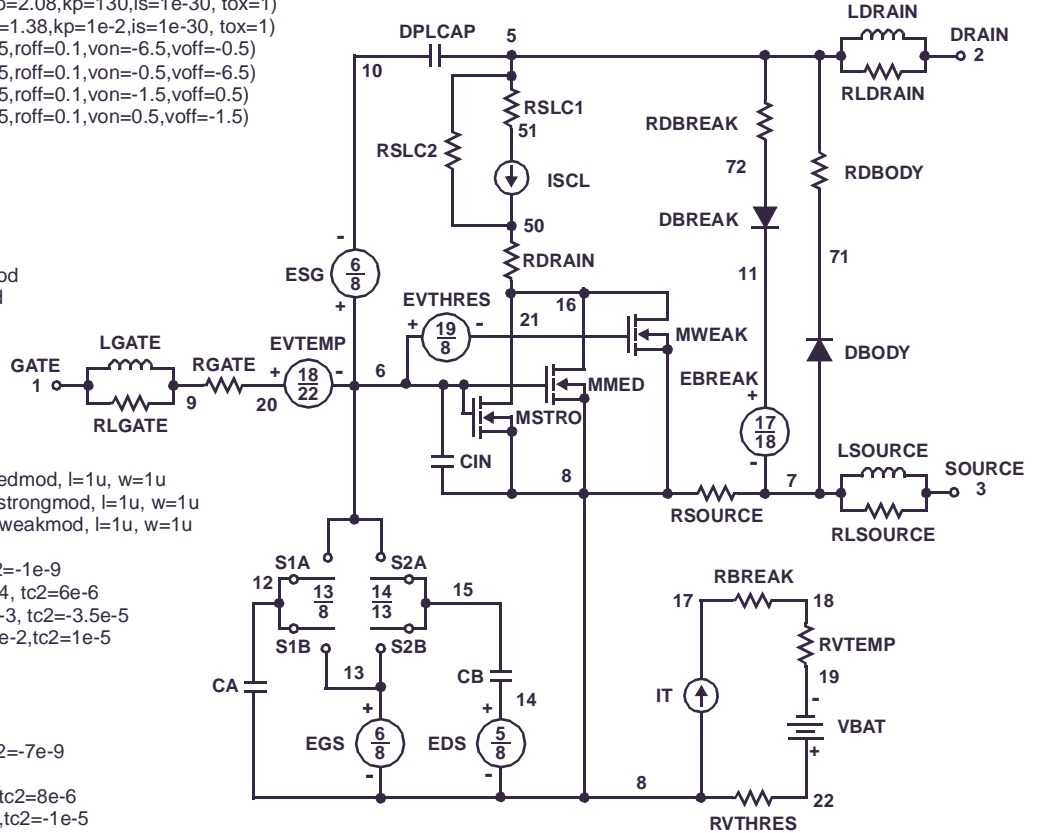 =2.08,kp=130,is=1e-30, tox=1)
=1.38,kp=1e-2,is=1e-30, tox=1)
5,roff=0.1,von=-6.5,voff=-0.5)
5,roff=0.1,von=-0.5,voff=-6.5)
5,roff=0.1,von=-1.5,voff=0.5)
5,roff=0.1,von=0.5,voff=-1.5)
od
d
edmod, l=1u, w=1u
strongmod, l=1u, w=1u
weakmod, l=1u, w=1u
2=-1e-9
4, tc2=6e-6
-3, tc2=-3.5e-5
e-2,tc2=1e-5
2=-7e-9
tc2=8e-6
,tc2=-1e-5
LDRAIN
DPLCAP
5
DRAIN
2
10
RLDRAIN
RSLC1
51
RDBREAK
RSLC2
72
RDBODY
ISCL
DBREAK
50
-
71
RDRAIN
11
ESG
6
8
+
EVTHRES
16
21
+
19
8
-
MWEAK
LGATE
EVTEMP
DBODY
GATE
1
RGATE
+
18
22
-
6
MMED
EBREAK
+
9
20
MSTRO
RLGATE
17
18
-
CIN
LSOURCE
8
7
SOURCE
3
RSOURCE
RLSOURCE
S1A
S2A
RBREAK
12
13
8
14
13
15
17
18
S1B
S2B
RVTEMP
13
CB
19
CA
14
IT
-
VBAT
+
+
EGS
6
8
EDS
5
8
+
-
-
8
22
RVTHRES